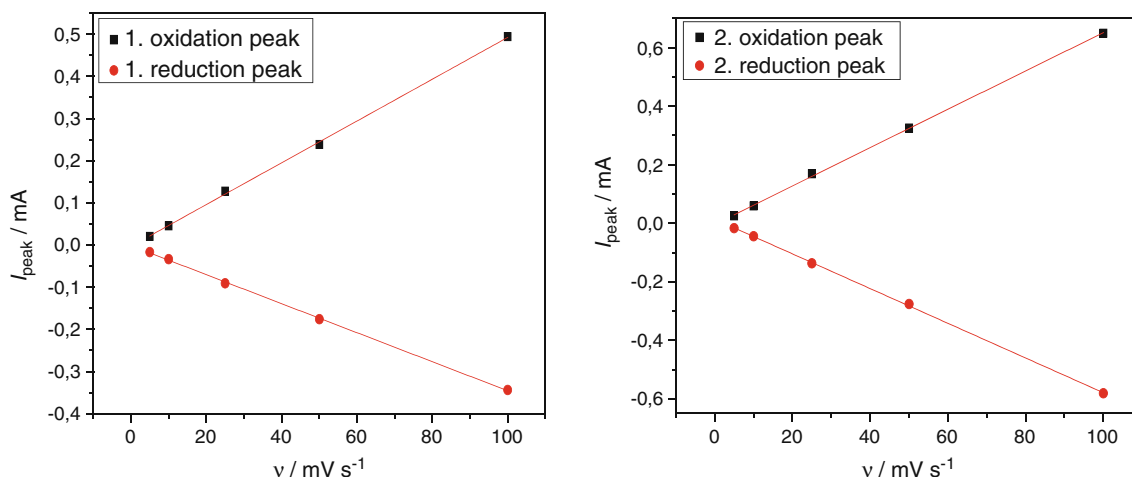 1. oxidation peak
1. reduction peak
0,5
0,4
0,3
0,2
0,1
0,0
-0,1
-0,2
-0,3
-0,4
I peak / mA
0 20 40 60 80 100
ν / mV s⁻¹
2. oxidation peak
2. reduction peak
0,6
0,4
0,2
0,0
-0,2
-0,4
-0,6
I peak / mA
0 20 40 60 80 100
ν / mV s⁻¹